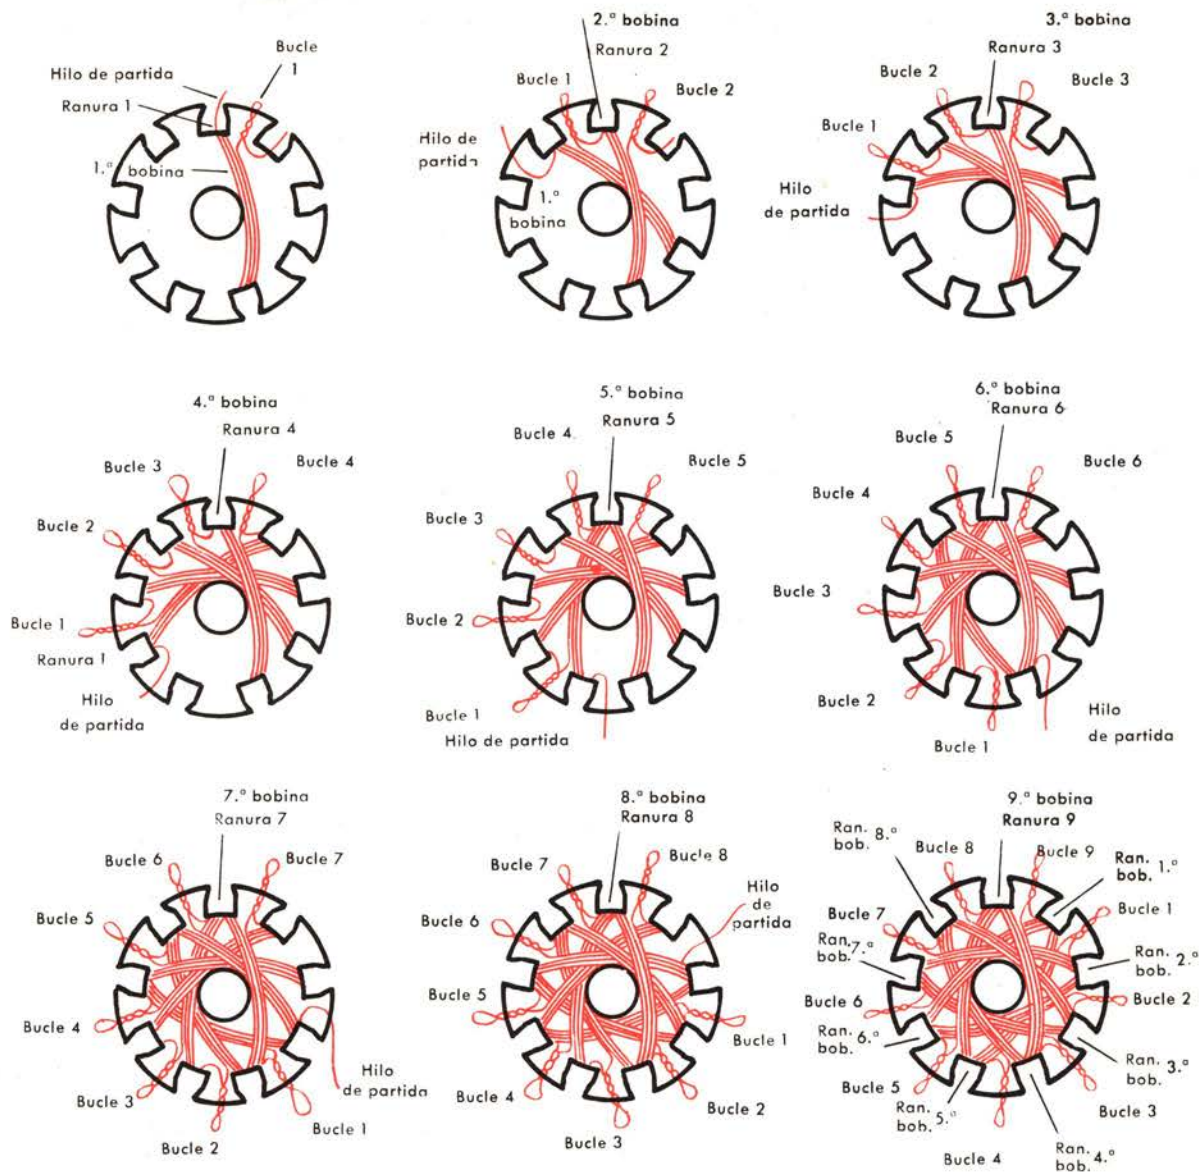 Bucle
1
Hilo de partida
Ranura 1
1.ª bobina
2.ª bobina
Ranura 2
Bucle 1
Bucle 2
Hilo de
partida
1.º
bobina
3.ª bobina
Ranura 3
Bucle 2
Bucle 3
Bucle 1
Hilo
de partida
4.º bobina
Ranura 4
Bucle 3
Bucle 4
Bucle 2
Bucle 1
Ranura 1
Hilo
de partida
5.º bobina
Ranura 5
Bucle 4
Bucle 5
Bucle 3
Bucle 2
Bucle 1
Hilo de partida
6.º bobina
Ranura 6
Bucle 5
Bucle 6
Bucle 4
Bucle 3
Bucle 2
Bucle 1
Hilo
de partida
7.º bobina
Ranura 7
Bucle 6
Bucle 7
Bucle 5
Bucle 4
Bucle 3
Bucle 2
Bucle 1
Hilo
de partida
8.º bobina
Ranura 8
Bucle 7
Bucle 8
Bucle 6
Hilo
de
partida
Bucle 5
Bucle 1
Bucle 4
Bucle 2
Bucle 3
9.º bobina
Ranura 9
Ran.
bob. 8.º
Bucle 8
Bucle 9
Ran.
bob. 1.º
Bucle 7
Bucle 1
Ran.
bob. 7.º
Ran.
bob. 2.º
Bucle 6
Bucle 2
Ran.
bob. 6.º
Ran.
bob. 3.º
Bucle 5
Bucle 3
Ran.
bob. 5.º
Ran.
bob. 4.º
Bucle 4